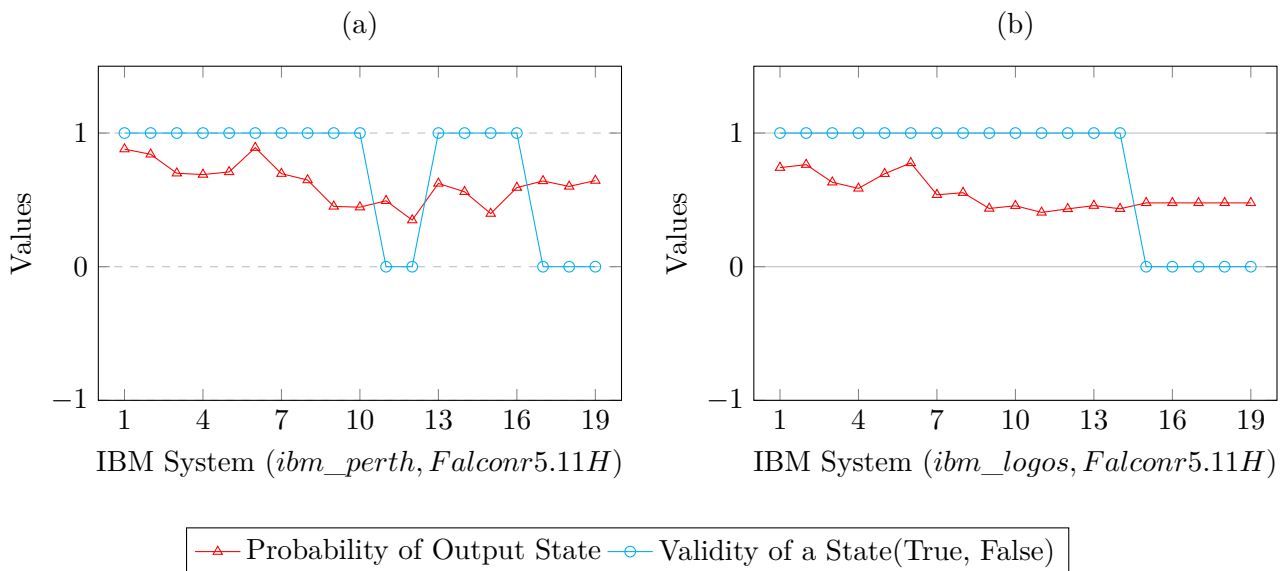 (a)
(b)
Values
1
0
−1
1 4 7 10 13 16 19
IBM System (ibm_perth, Falconr5.11H)
Values
1
0
−1
1 4 7 10 13 16 19
IBM System (ibm_logos, Falconr5.11H)
Probability of Output State Validity of a State(True, False)